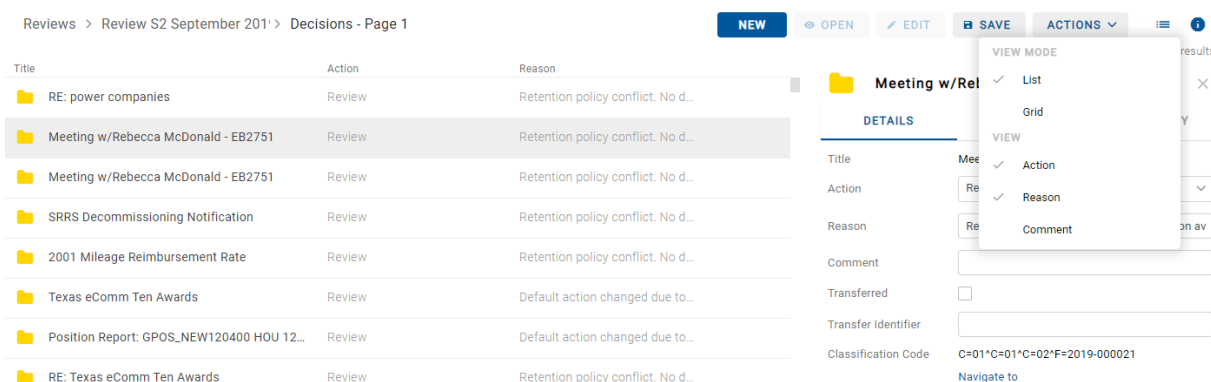 Reviews > Review S2 September 201 > Decisions - Page 1
NEW OPEN EDIT SAVE ACTIONS
results
Title Action Reason
RE: power companies Review Retention policy conflict. No d...
Meeting w/Rebecca McDonald - EB2751 Review Retention policy conflict. No d...
Meeting w/Rebecca McDonald - EB2751 Review Retention policy conflict. No d...
SRRS Decommissioning Notification Review Retention policy conflict. No d...
2001 Mileage Reimbursement Rate Review Retention policy conflict. No d...
Texas eComm Ten Awards Review Default action changed due to...
Position Report: GPOS_NEW120400 HOU 12... Review Default action changed due to...
RE: Texas eComm Ten Awards Review Retention policy conflict. No d...
VIEW MODE
List
Grid
VIEW
Action
Reason
Comment
Meeting w/Reb
DETAILS Y
Title Mee
Action Re
Reason Re on av
Comment
Transferred
Transfer Identifier
Classification Code C=01^C=01^C=02^F=2019-000021
Navigate to